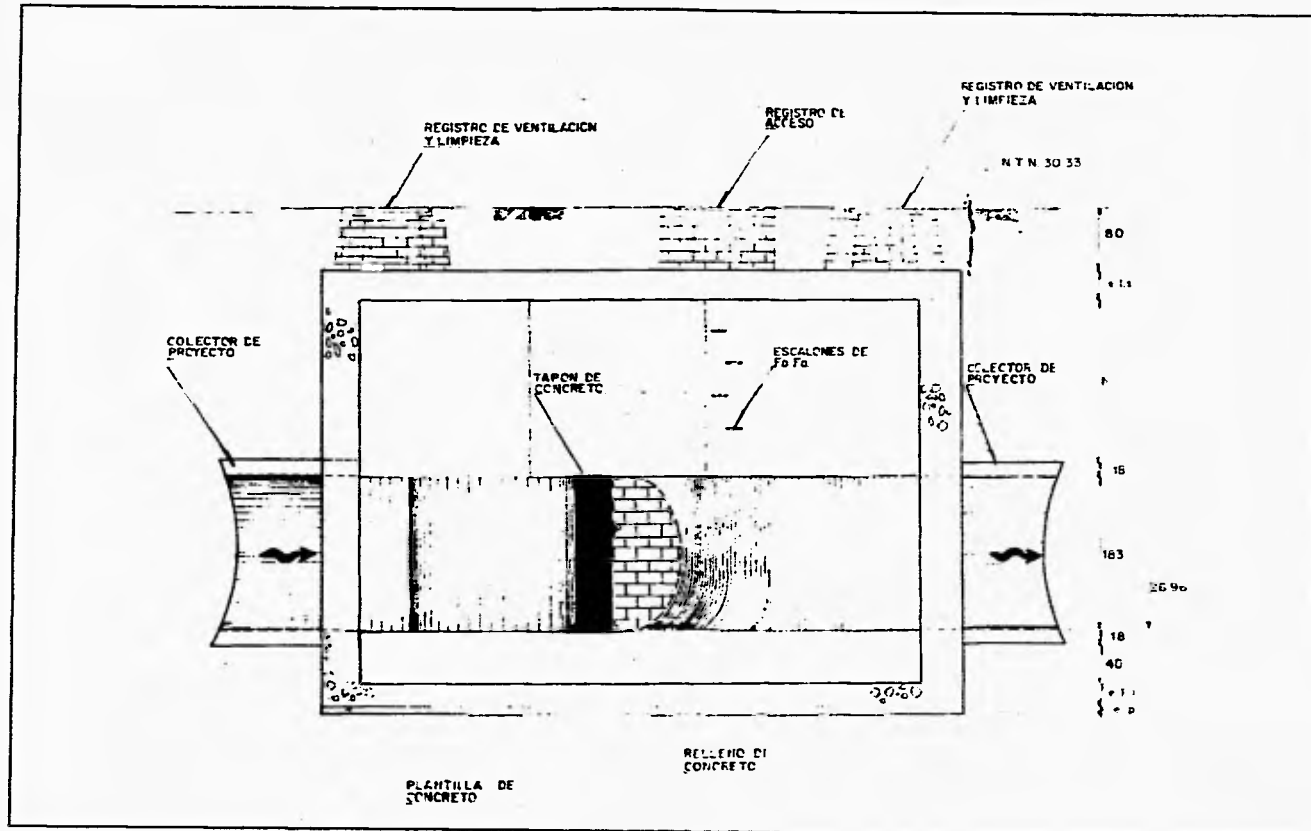 REGISTRO DE VENTILACION
Y LIMPIEZA
REGISTRO DE
ACCESO
REGISTRO DE VENTILACION
Y LIMPIEZA
N T N. 30 33
80
COLECTOR DE
PROYECTO
TAPON DE
CONCRETO
ESCALONES DE
Fo Fo
COLECTOR DE
PROYECTO
h
183
26 96
18
40
RELLENO DE
CONCRETO
PLANTILLA DE
CONCRETO